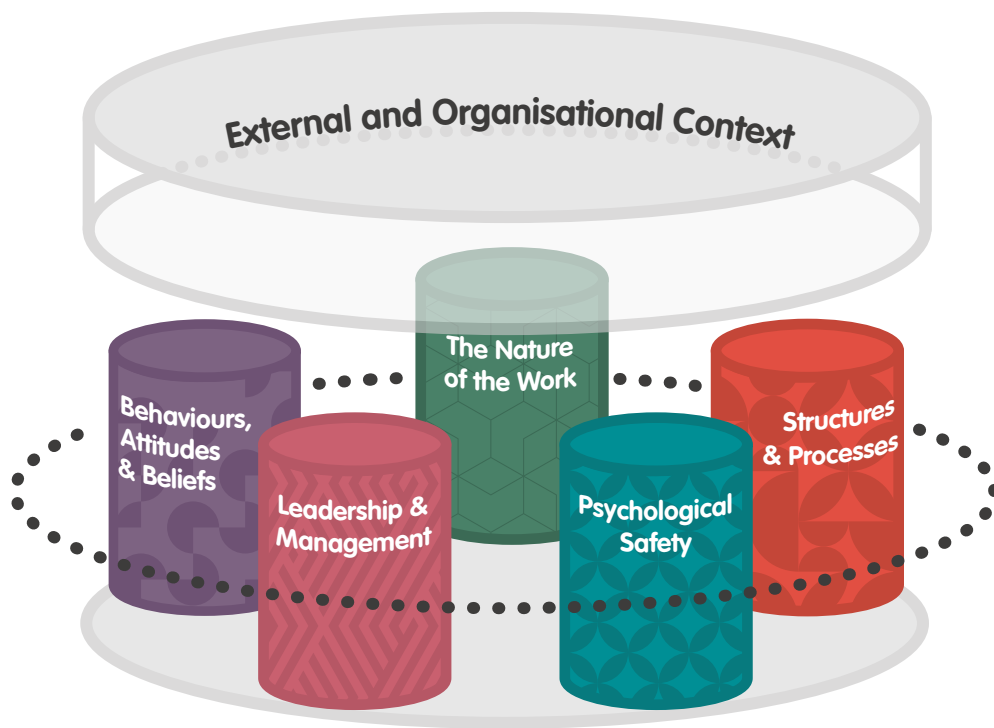 External and Organisational Context
The Nature
of the Work
Behaviours,
Attitudes
& Beliefs
Structures
& Processes
Leadership &
Management
Psychological
Safety